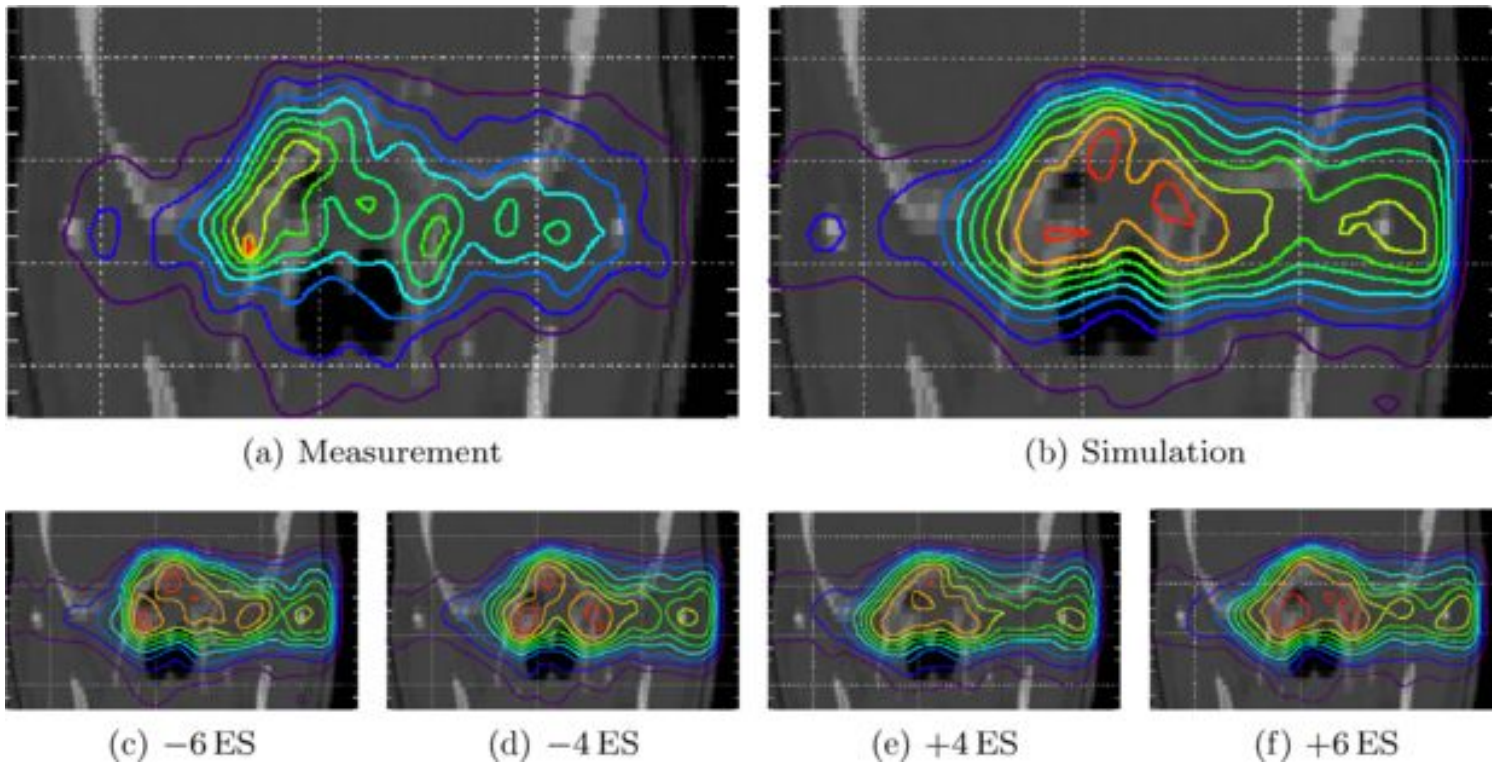 (a) Measurement
(b) Simulation
(c) −6 ES
(d) −4 ES
(e) +4 ES
(f) +6 ES